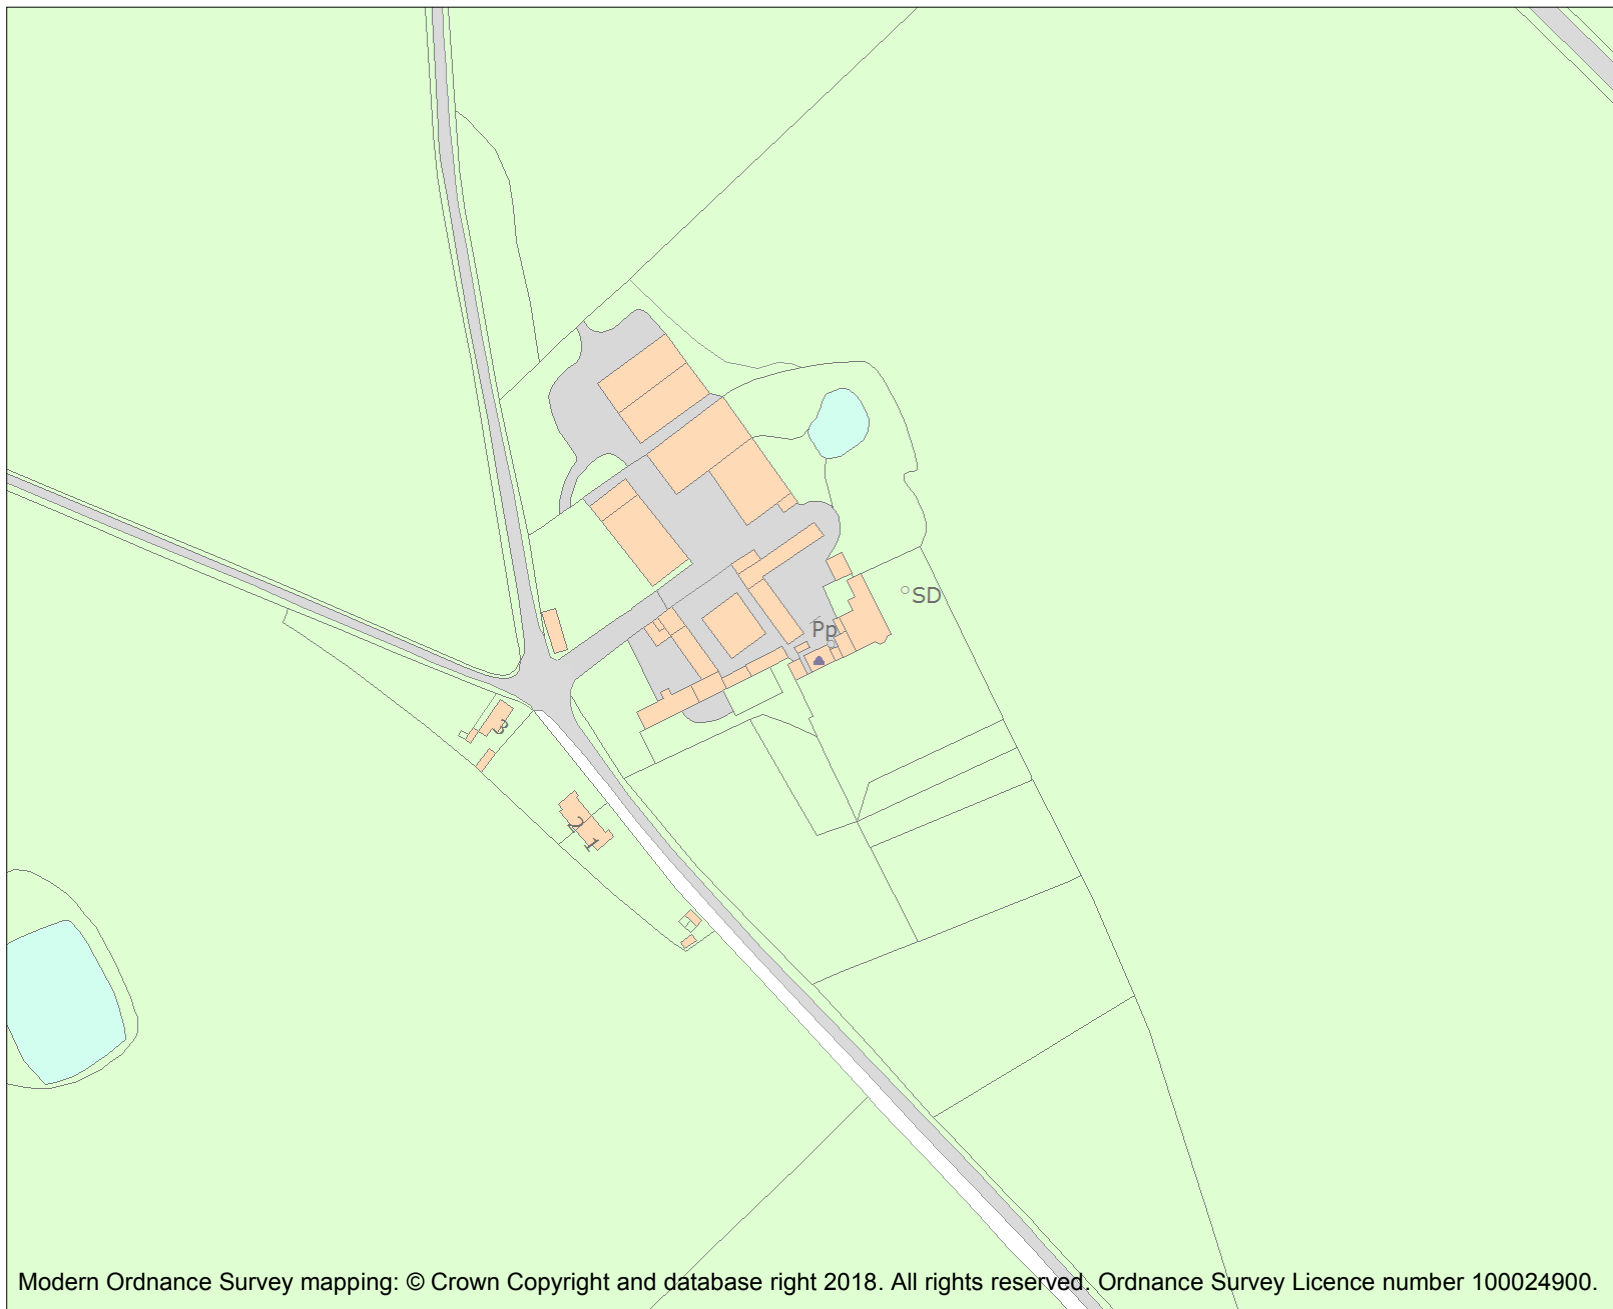 SD
Pp
3
2
1
Modern Ordnance Survey mapping: © Crown Copyright and database right 2018. All rights reserved. Ordnance Survey Licence number 100024900.